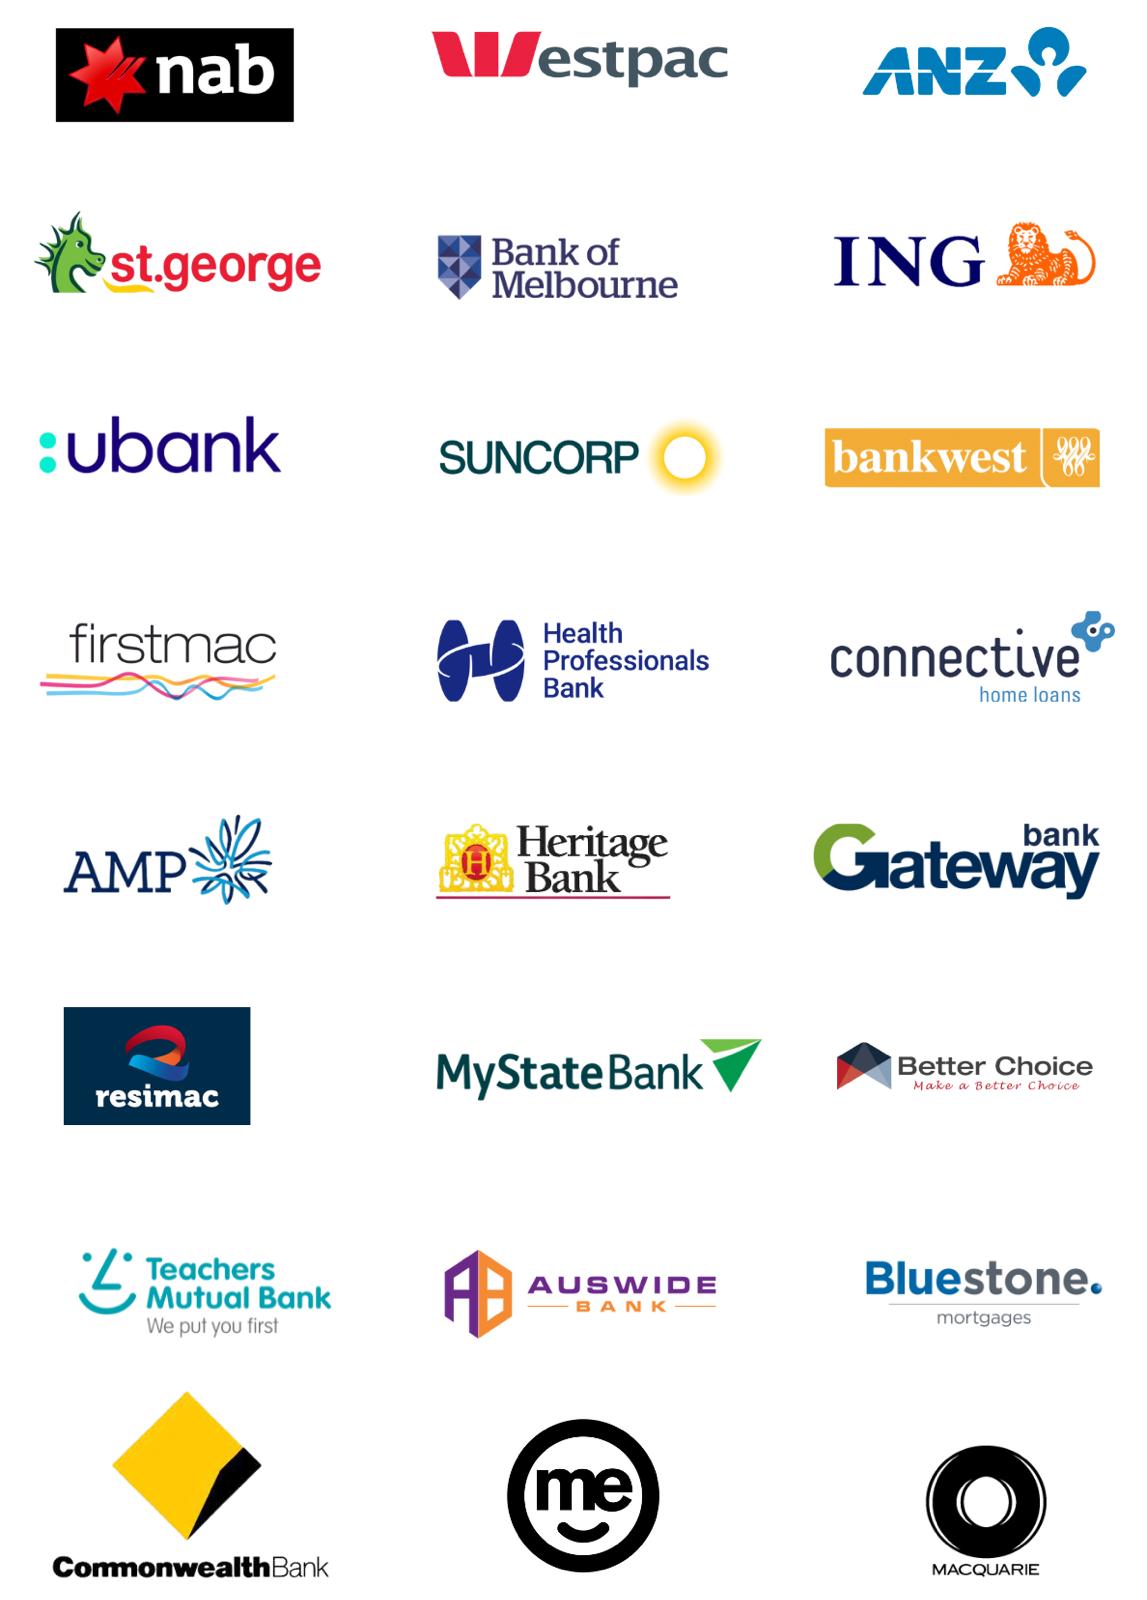 nab
Westpac
ANZ
st.george
Bank of
Melbourne
ING
ubank
SUNCORP
bankwest
firstmac
Health
Professionals
Bank
connective
home loans
AMP
Heritage
Bank
H
bank
Gateway
resimac
MyStateBank
Better Choice
Make a Better Choice
Teachers
Mutual Bank
We put you first
AB
AUSWIDE
BANK
Bluestone.
mortgages
CommonwealthBank
me
MACQUARIE